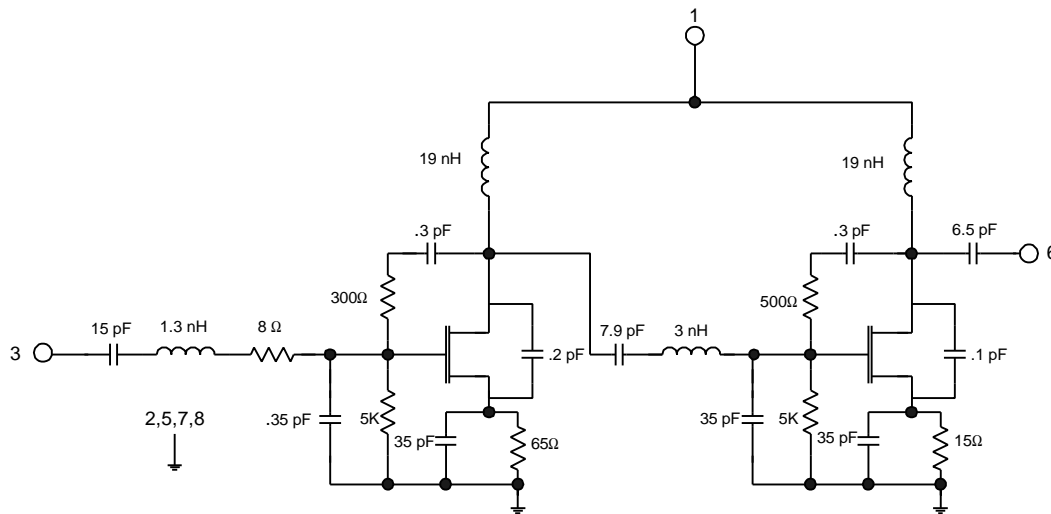 1
19 nH
19 nH
.3 pF
.3 pF
6.5 pF
6
300Ω
500Ω
15 pF
1.3 nH
8 Ω
7.9 pF
3 nH
3
.2 pF
.1 pF
2,5,7,8
.35 pF
5K
35 pF
65Ω
35 pF
5K
35 pF
15Ω